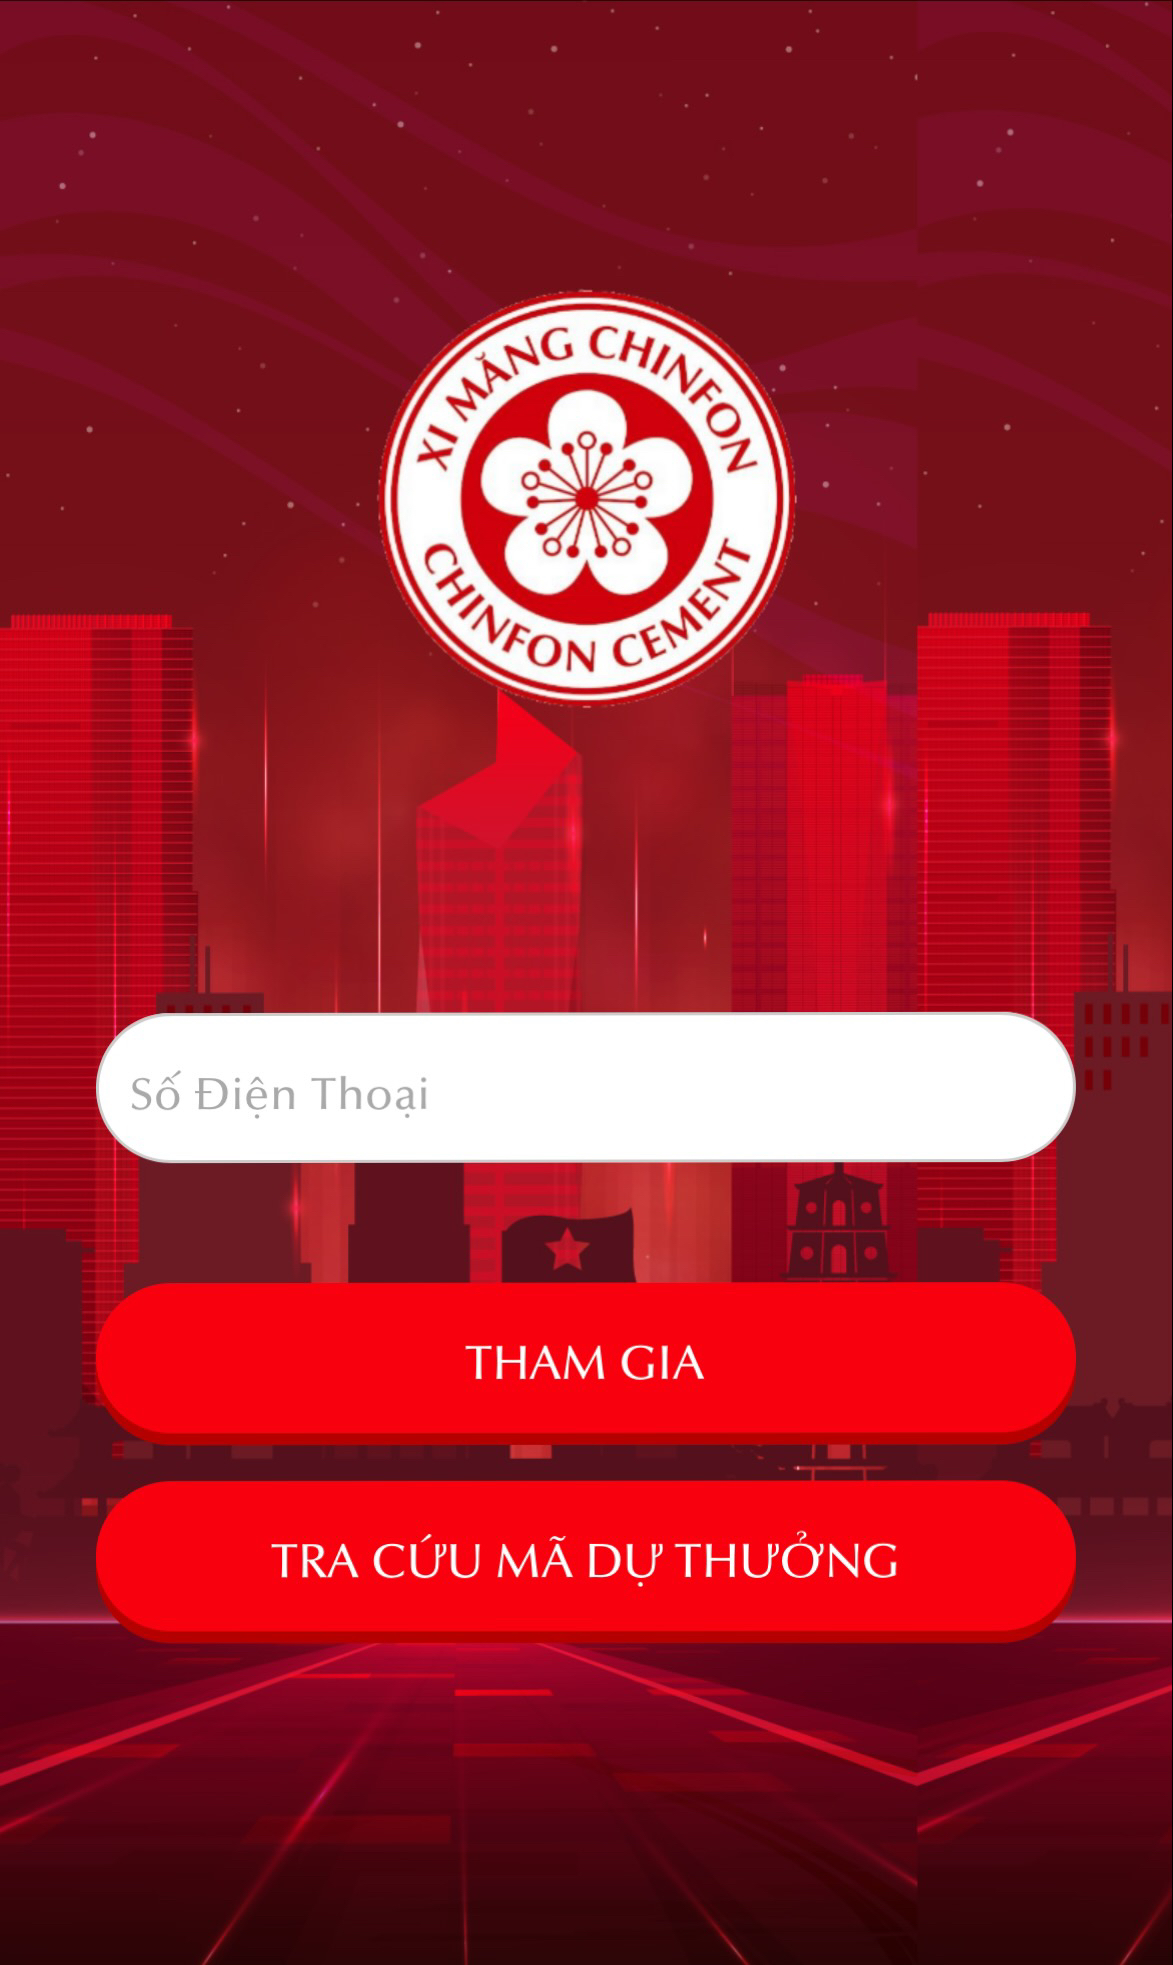 XI MĂNG CHINFON
CHINFON CEMENT
Số Điện Thoại
THAM GIA
TRA CỨU MÃ DỰ THƯỞNG